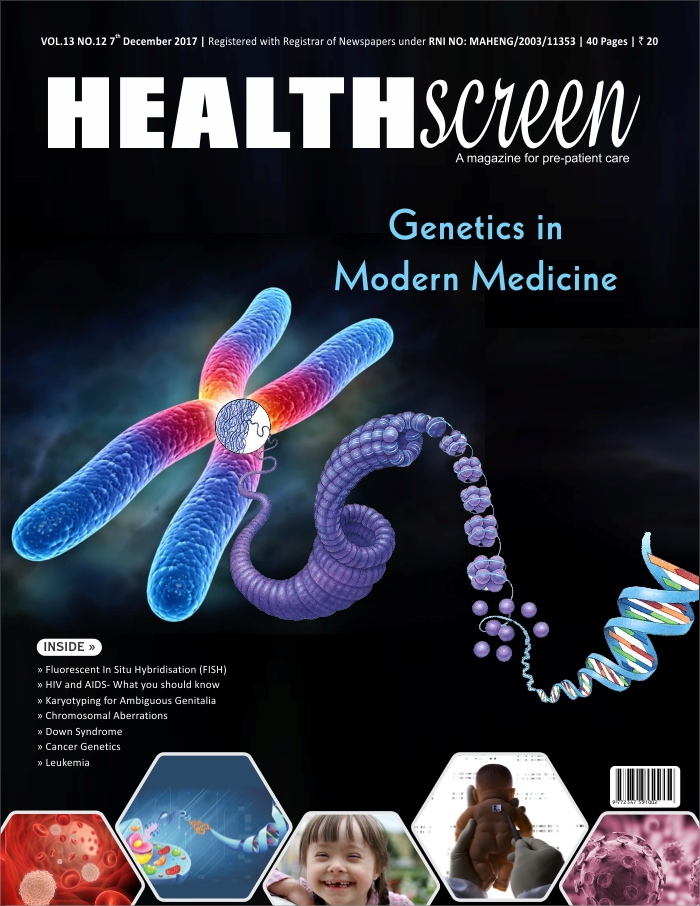 VOL.13 NO.12 7th December 2017 | Registered with Registrar of Newspapers under RNI NO: MAHENG/2003/11353 | 40 Pages | ₹ 20
HEALTHscreen
A magazine for pre-patient care
Genetics in
Modern Medicine
INSIDE »
» Fluorescent In Situ Hybridisation (FISH)
» HIV and AIDS- What you should know
» Karyotyping for Ambiguous Genitalia
» Chromosomal Aberrations
» Down Syndrome
» Cancer Genetics
» Leukemia